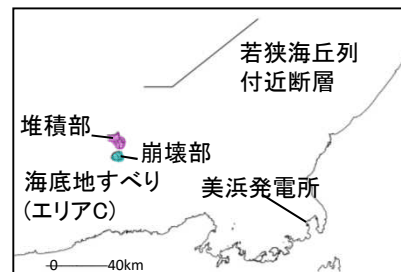 若狭海丘列
付近断層
堆積部
崩壊部
海底地すべり
(エリアC)
美浜発電所
0 40km